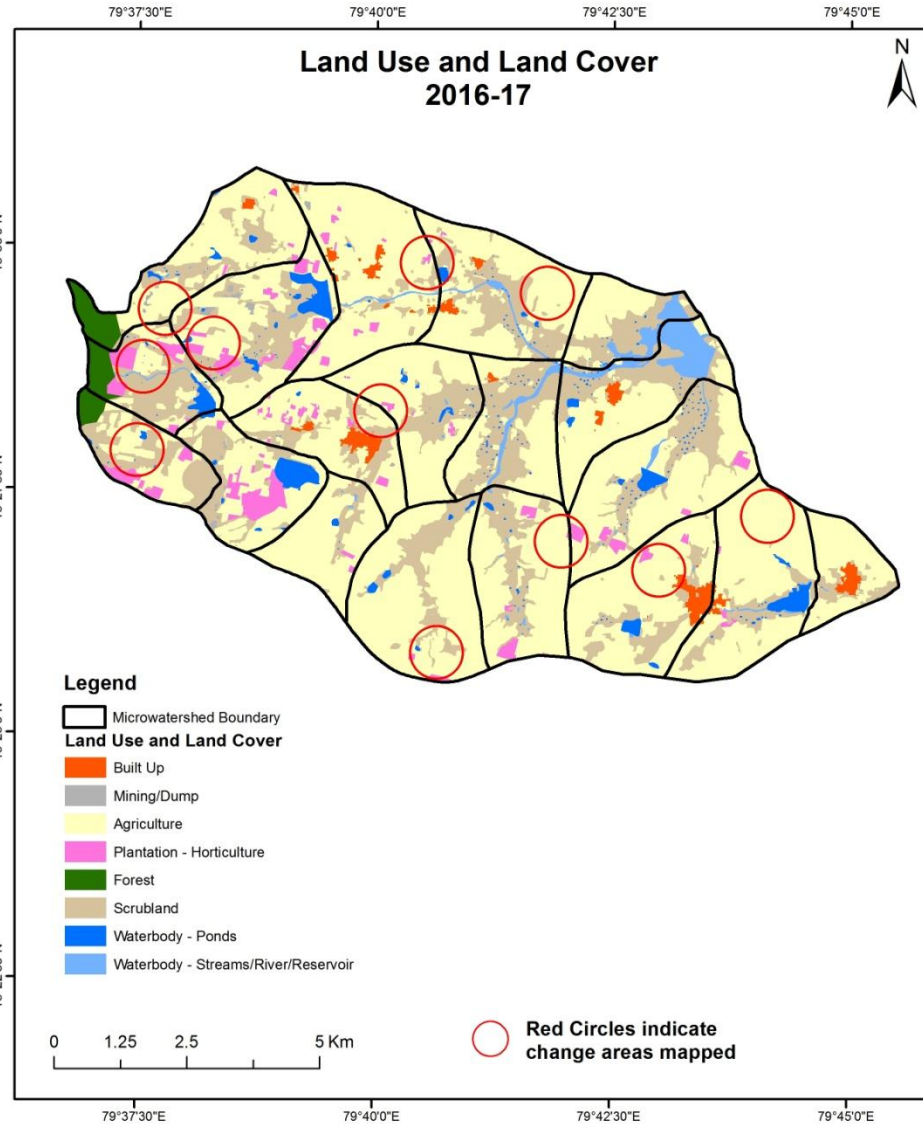 79°37'30"E 79°40'0"E 79°42'30"E 79°45'0"E
Land Use and Land Cover
2016-17
N
Legend
Microwatershed Boundary
Land Use and Land Cover
Built Up
Mining/Dump
Agriculture
Plantation - Horticulture
Forest
Scrubland
Waterbody - Ponds
Waterbody - Streams/River/Reservoir
0 1.25 2.5 5 Km
Red Circles indicate
change areas mapped
79°37'30"E 79°40'0"E 79°42'30"E 79°45'0"E